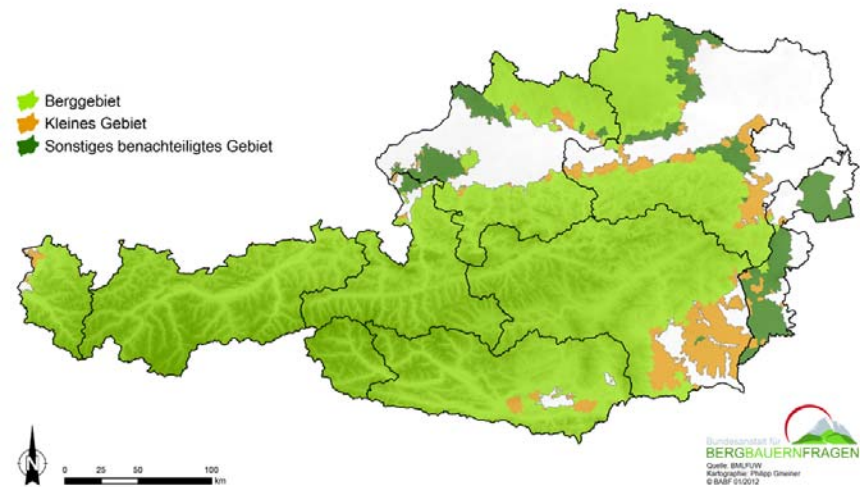 Berggebiet
Kleines Gebiet
Sonstiges benachteiligtes Gebiet
N
0 25 50 100
km
Bundesanstalt für
BERGBAUERNFRAGEN
Quelle: BMLFUW
Kartographie: Philipp Gmeiner
© BABF 01/2012